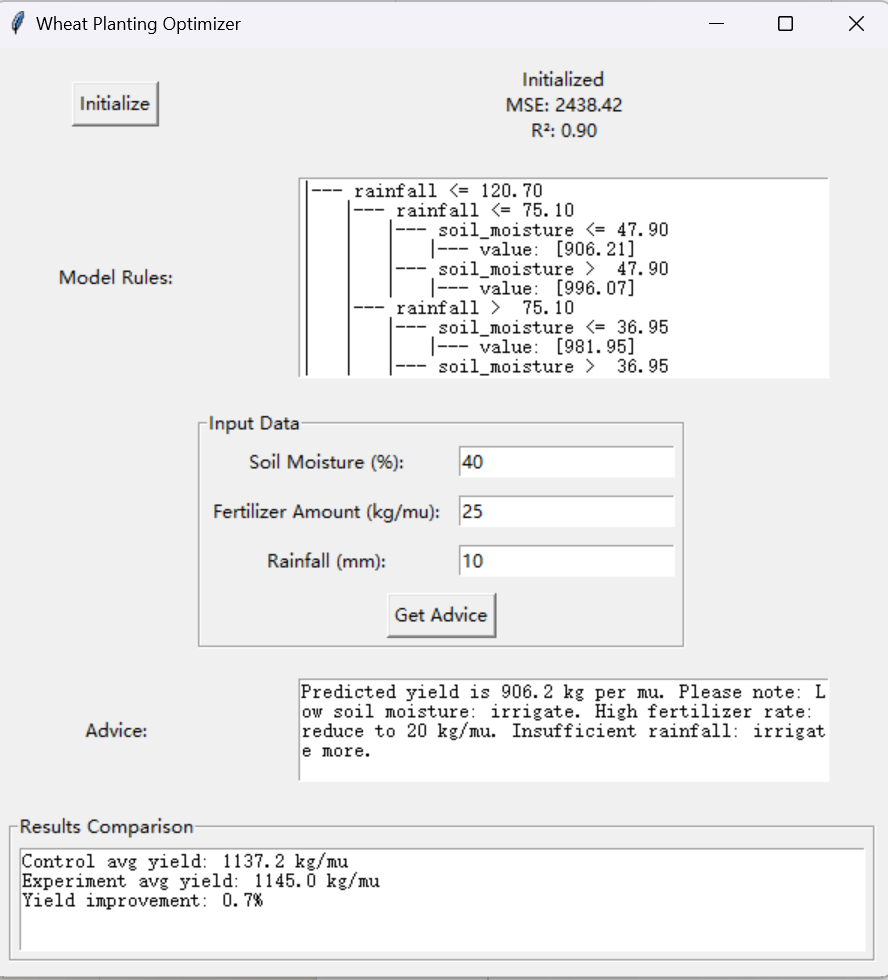 Wheat Planting Optimizer
Initialize
Initialized
MSE: 2438.42
R²: 0.90
Model Rules:
|--- rainfall <= 120.70
|   |--- rainfall <= 75.10
|   |   |--- soil_moisture <= 47.90
|   |   |   |--- value: [906.21]
|   |   |--- soil_moisture >  47.90
|   |   |   |--- value: [996.07]
|   |--- rainfall >  75.10
|   |   |--- soil_moisture <= 36.95
|   |   |   |--- value: [981.95]
|   |   |--- soil_moisture >  36.95
Input Data
Soil Moisture (%): 40
Fertilizer Amount (kg/mu): 25
Rainfall (mm): 10
Get Advice
Advice:
Predicted yield is 906.2 kg per mu. Please note: L
ow soil moisture: irrigate. High fertilizer rate:
reduce to 20 kg/mu. Insufficient rainfall: irrigat
e more.
Results Comparison
Control avg yield: 1137.2 kg/mu
Experiment avg yield: 1145.0 kg/mu
Yield improvement: 0.7%